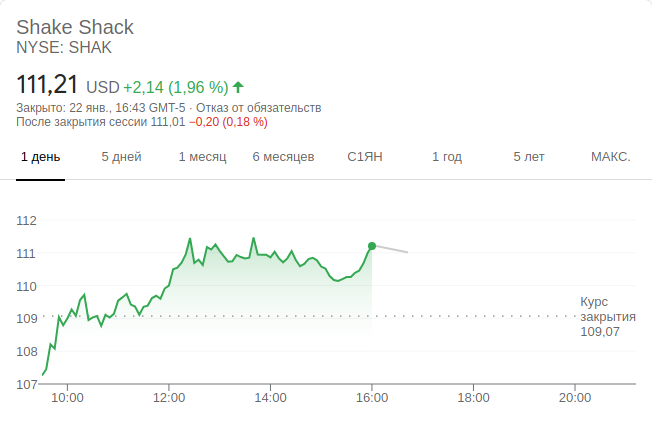 Shake Shack
NYSE: SHAK
111,21 USD +2,14 (1,96 %)
Закрыто: 22 янв., 16:43 GMT-5 · Отказ от обязательств
После закрытия сессии 111,01 −0,20 (0,18 %)
1 день 5 дней 1 месяц 6 месяцев С1ЯН 1 год 5 лет МАКС.
112
111
110
109
108
107
Курс
закрытия
109,07
10:00 12:00 14:00 16:00 18:00 20:00